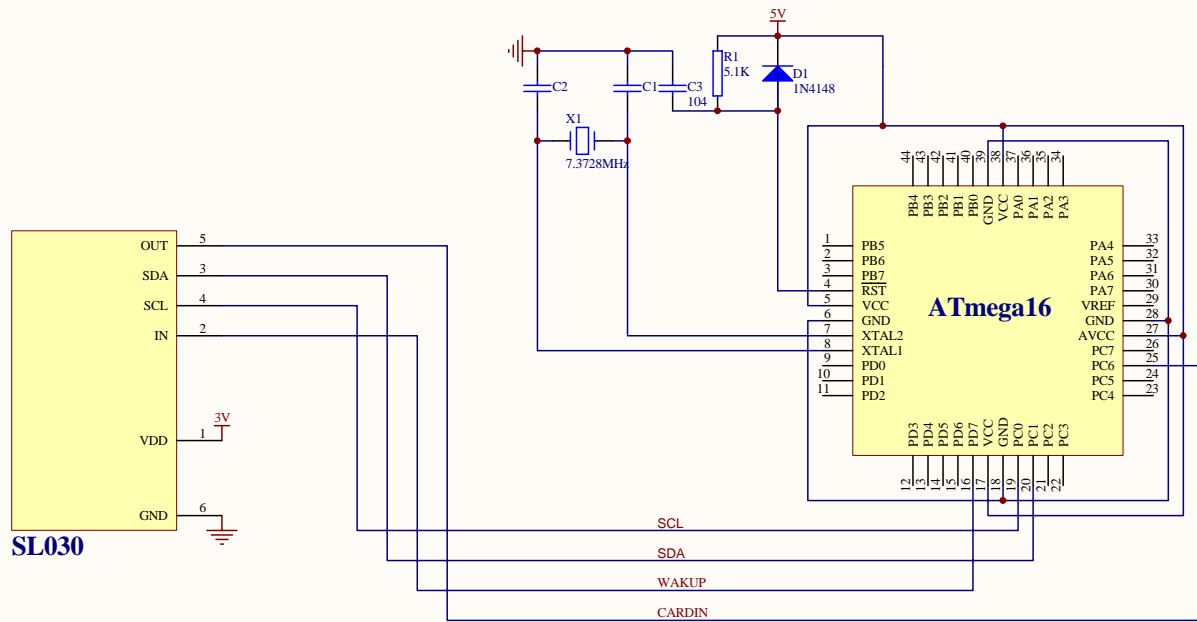 5V
R1
5.1K
D1
1N4148
C2
C1
C3
104
X1
7.3728MHz
44 43 42 41 40 39 38 37 36 35 34
PB4 PB3 PB2 PB1 PB0 GND VCC PA0 PA1 PA2 PA3
1 PB5
2 PB6
3 PB7
4 RST
5 VCC
6 GND
7 XTAL2
8 XTAL1
9 PD0
10 PD1
11 PD2
ATmega16
PA4 33
PA5 32
PA6 31
PA7 30
VREF 29
GND 28
AVCC 27
PC7 26
PC6 25
PC5 24
PC4 23
PD3 PD4 PD5 PD6 PD7 VCC GND PC0 PC1 PC2 PC3
12 13 14 15 16 17 18 19 20 21 22
OUT 5
SDA 3
SCL 4
IN 2
3V
VDD 1
GND 6
SL030
SCL
SDA
WAKUP
CARDIN